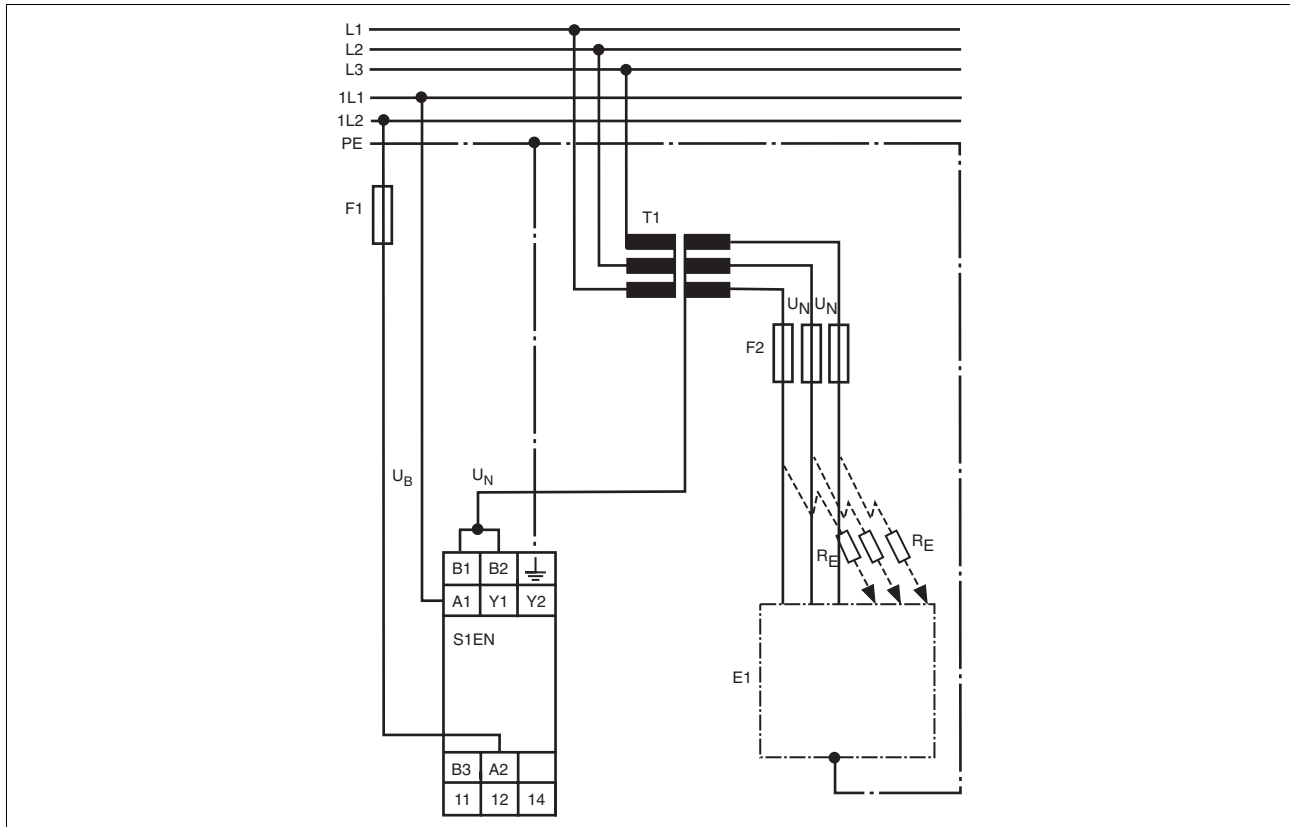 L1
L2
L3
1L1
1L2
PE
F1
T1
UN UN
F2
UB
UN
RE
RE
B1 B2
A1 Y1 Y2
S1EN
E1
B3 A2
11 12 14